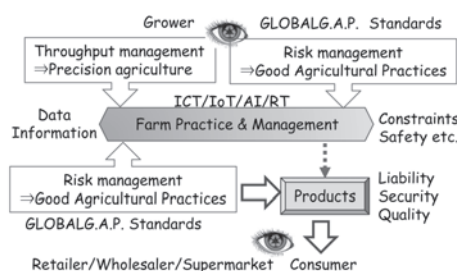 Grower GLOBALG.A.P. Standards
Throughput management
⇒Precision agriculture
Risk management
⇒Good Agricultural Practices
ICT/IoT/AI/RT
Data
Information
Farm Practice & Management
Constraints
Safety etc.
Risk management
⇒Good Agricultural Practices
GLOBALG.A.P. Standards
Products
Liability
Security
Quality
Retailer/Wholesaler/Supermarket Consumer